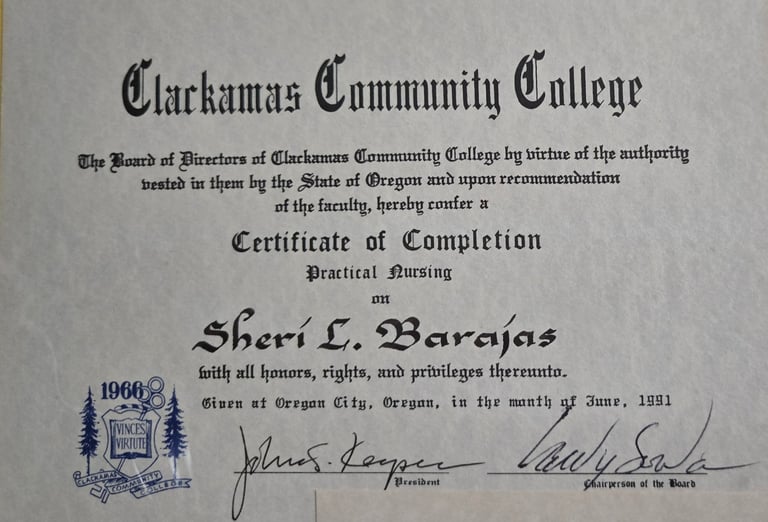 Clackamas Community College
The Board of Directors of Clackamas Community College by virtue of the authority
vested in them by the State of Oregon and upon recommendation
of the faculty, hereby confer a
Certificate of Completion
Practical Nursing
on
Sheri L. Barajas
with all honors, rights, and privileges thereunto.
Given at Oregon City, Oregon, in the month of June, 1991
1966
VINCES
VIRTUTE
CLACKAMAS COMMUNITY COLLEGE
President
Chairperson of the Board